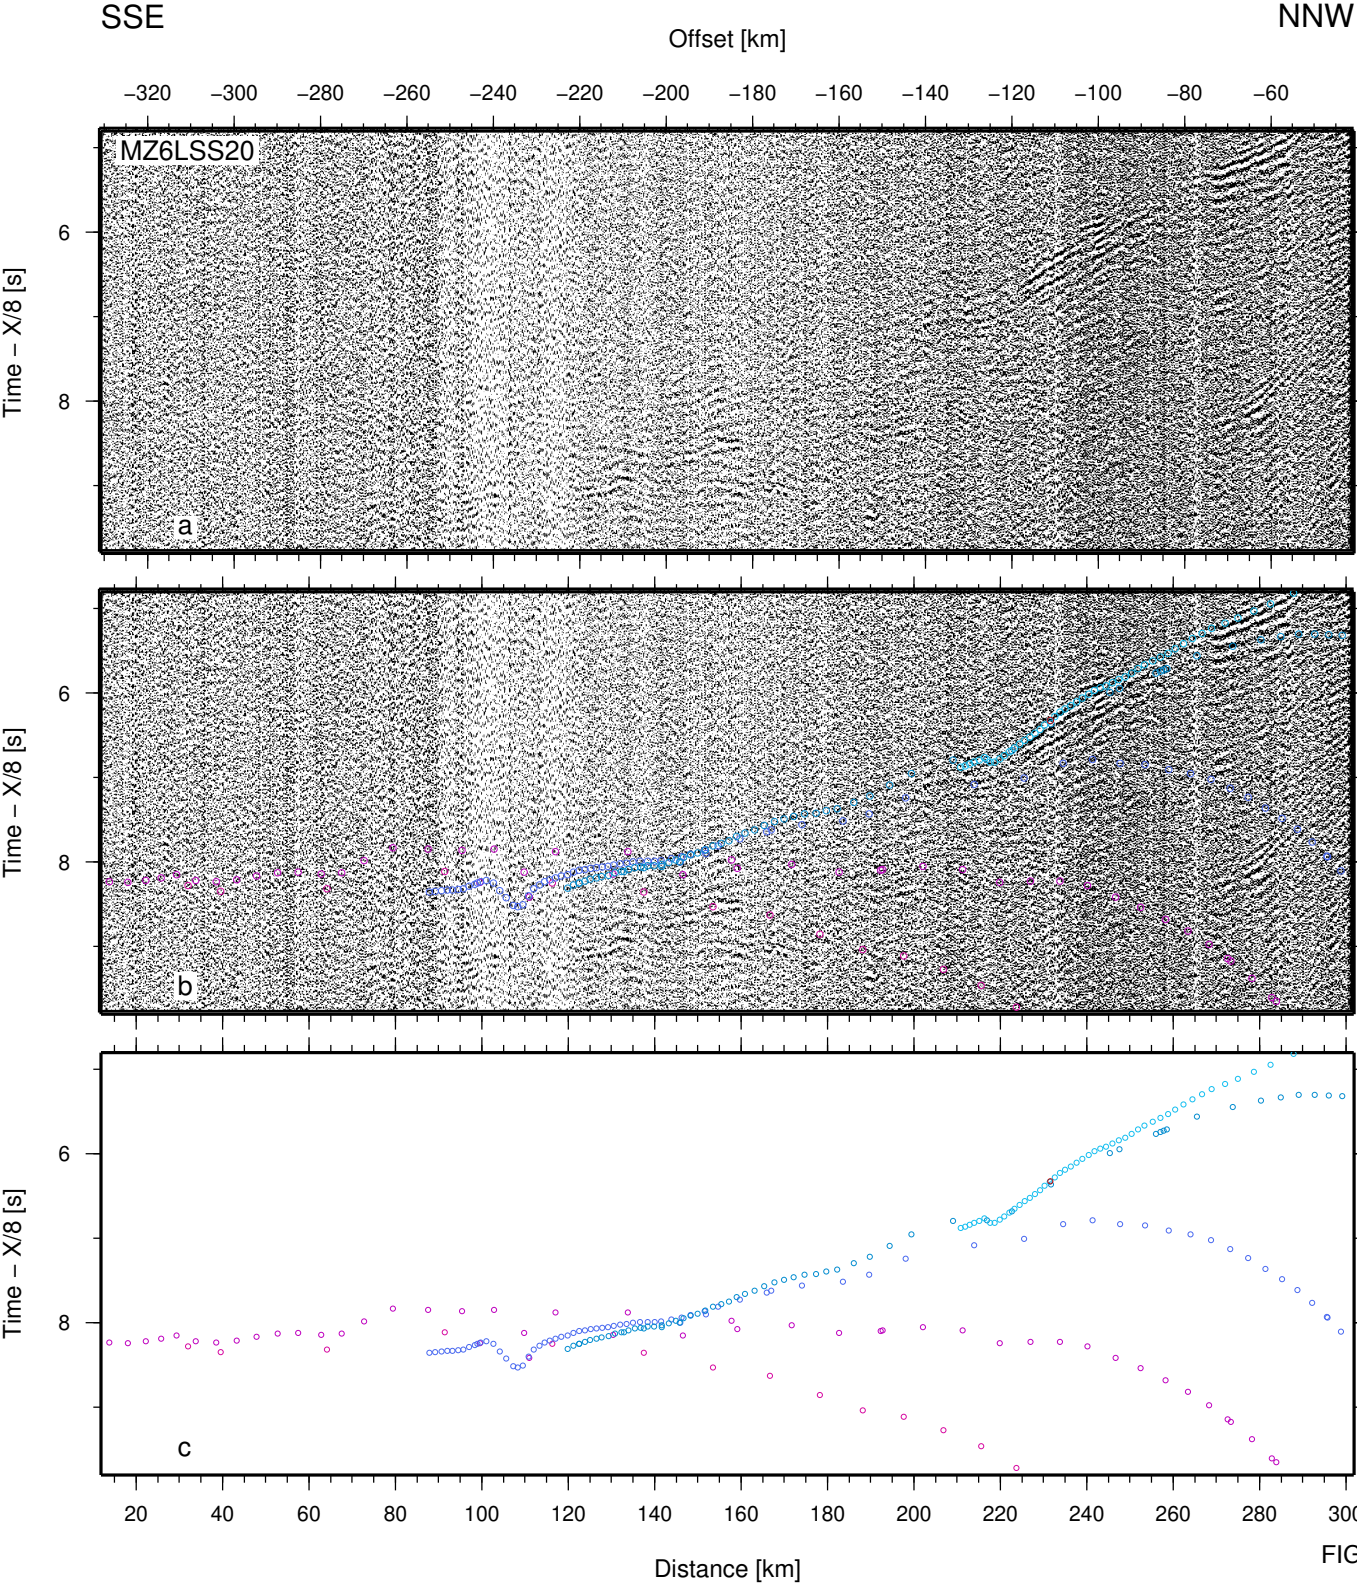 SSE NNW
Offset [km]
−320 −300 −280 −260 −240 −220 −200 −180 −160 −140 −120 −100 −80 −60
MZ6LSS20
6
8
Time − X/8 [s]
a
6
8
Time − X/8 [s]
b
6
8
Time − X/8 [s]
c
20 40 60 80 100 120 140 160 180 200 220 240 260 280 300
Distance [km]
FIG